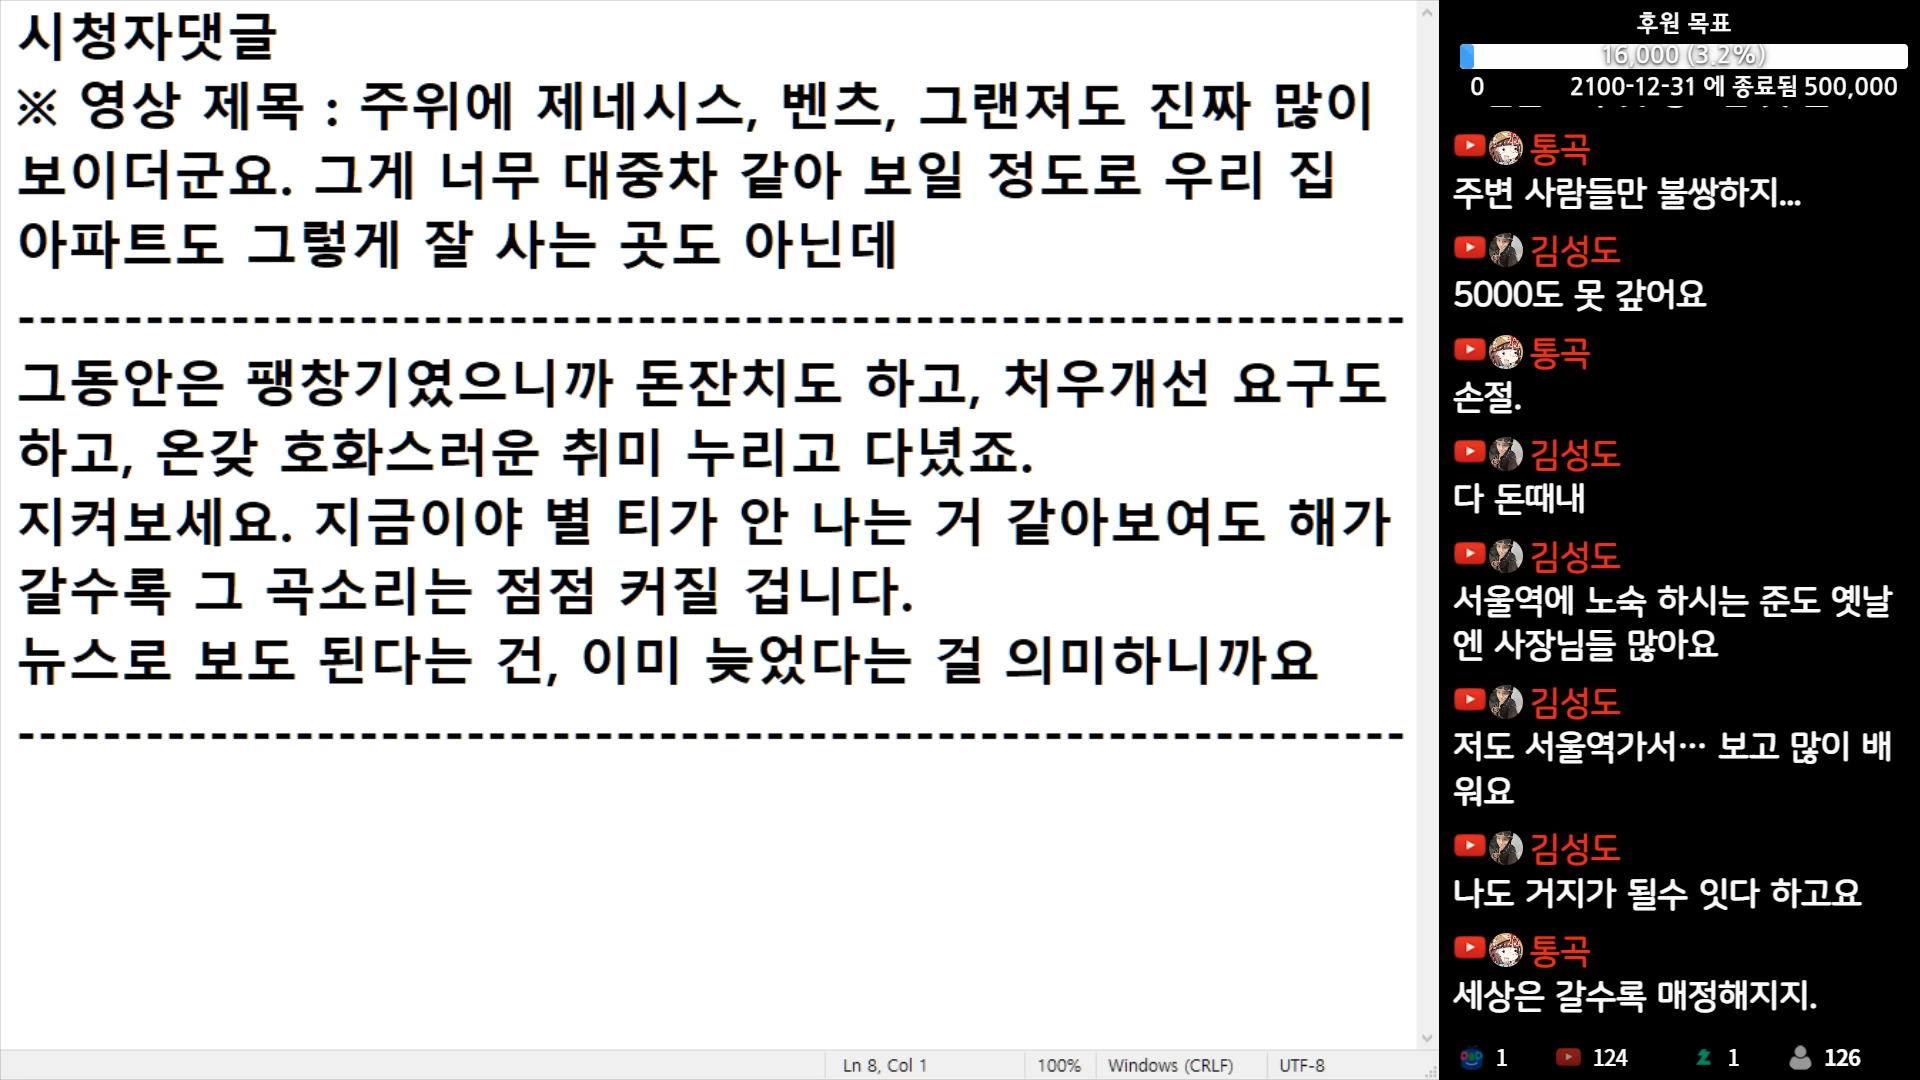 시청자댓글
※ 영상 제목 : 주위에 제네시스, 벤츠, 그랜져도 진짜 많이
보이더군요. 그게 너무 대중차 같아 보일 정도로 우리 집
아파트도 그렇게 잘 사는 곳도 아닌데
-----------------------------------------------------------------
그동안은 팽창기였으니까 돈잔치도 하고, 처우개선 요구도
하고, 온갖 호화스러운 취미 누리고 다녔죠.
지켜보세요. 지금이야 별 티가 안 나는 거 같아보여도 해가
갈수록 그 곡소리는 점점 커질 겁니다.
뉴스로 보도 된다는 건, 이미 늦었다는 걸 의미하니까요
-----------------------------------------------------------------
Ln 8, Col 1
100%
Windows (CRLF)
UTF-8
후원 목표
16,000 (3.2%)
0
2100-12-31 에 종료됨
500,000
통곡
주변 사람들만 불쌍하지...
김성도
5000도 못 갚어요
통곡
손절.
김성도
다 돈때내
김성도
서울역에 노숙 하시는 준도 옛날
엔 사장님들 많아요
김성도
저도 서울역가서… 보고 많이 배
워요
김성도
나도 거지가 될수 잇다 하고요
통곡
세상은 갈수록 매정해지지.
1
124
1
126